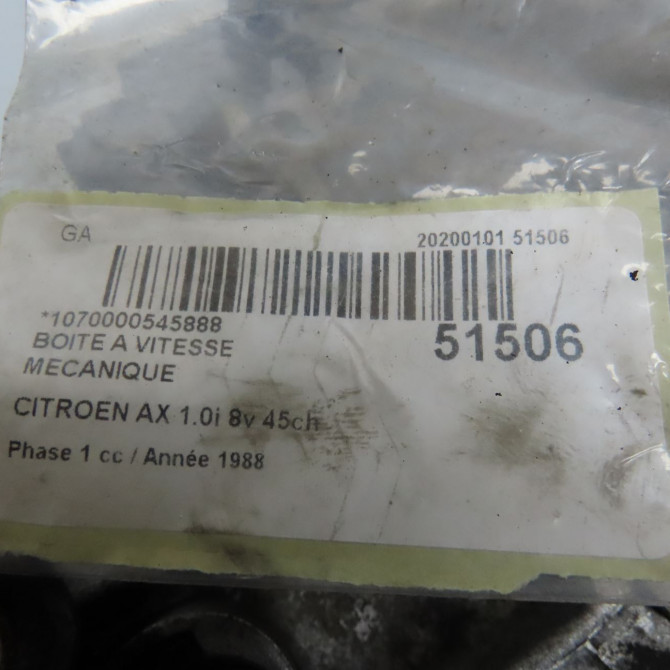 GA
20200101 51506
*1070000545888
51506
BOITE A VITESSE
MECANIQUE
CITROEN AX 1.0i 8v 45ch
Phase 1 cc / Année 1988